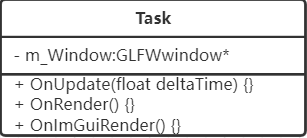 Task
- m_Window:GLFWwindow*
+ OnUpdate(float deltaTime) {}
+ OnRender() {}
+ OnImGuiRender() {}